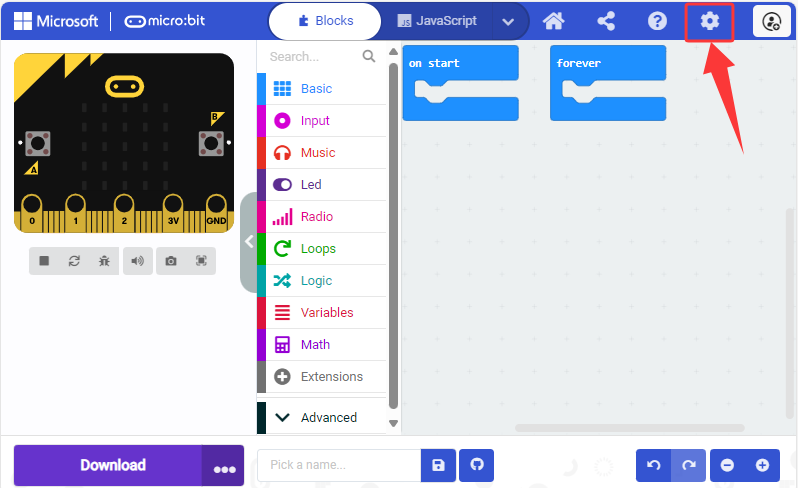 Microsoft
micro:bit
Blocks
JavaScript
JS
Search...
Basic
Input
Music
Led
Radio
Loops
Logic
Variables
Math
Extensions
Advanced
on start
forever
B
A
0
1
2
3V
GND
Download
Pick a name...